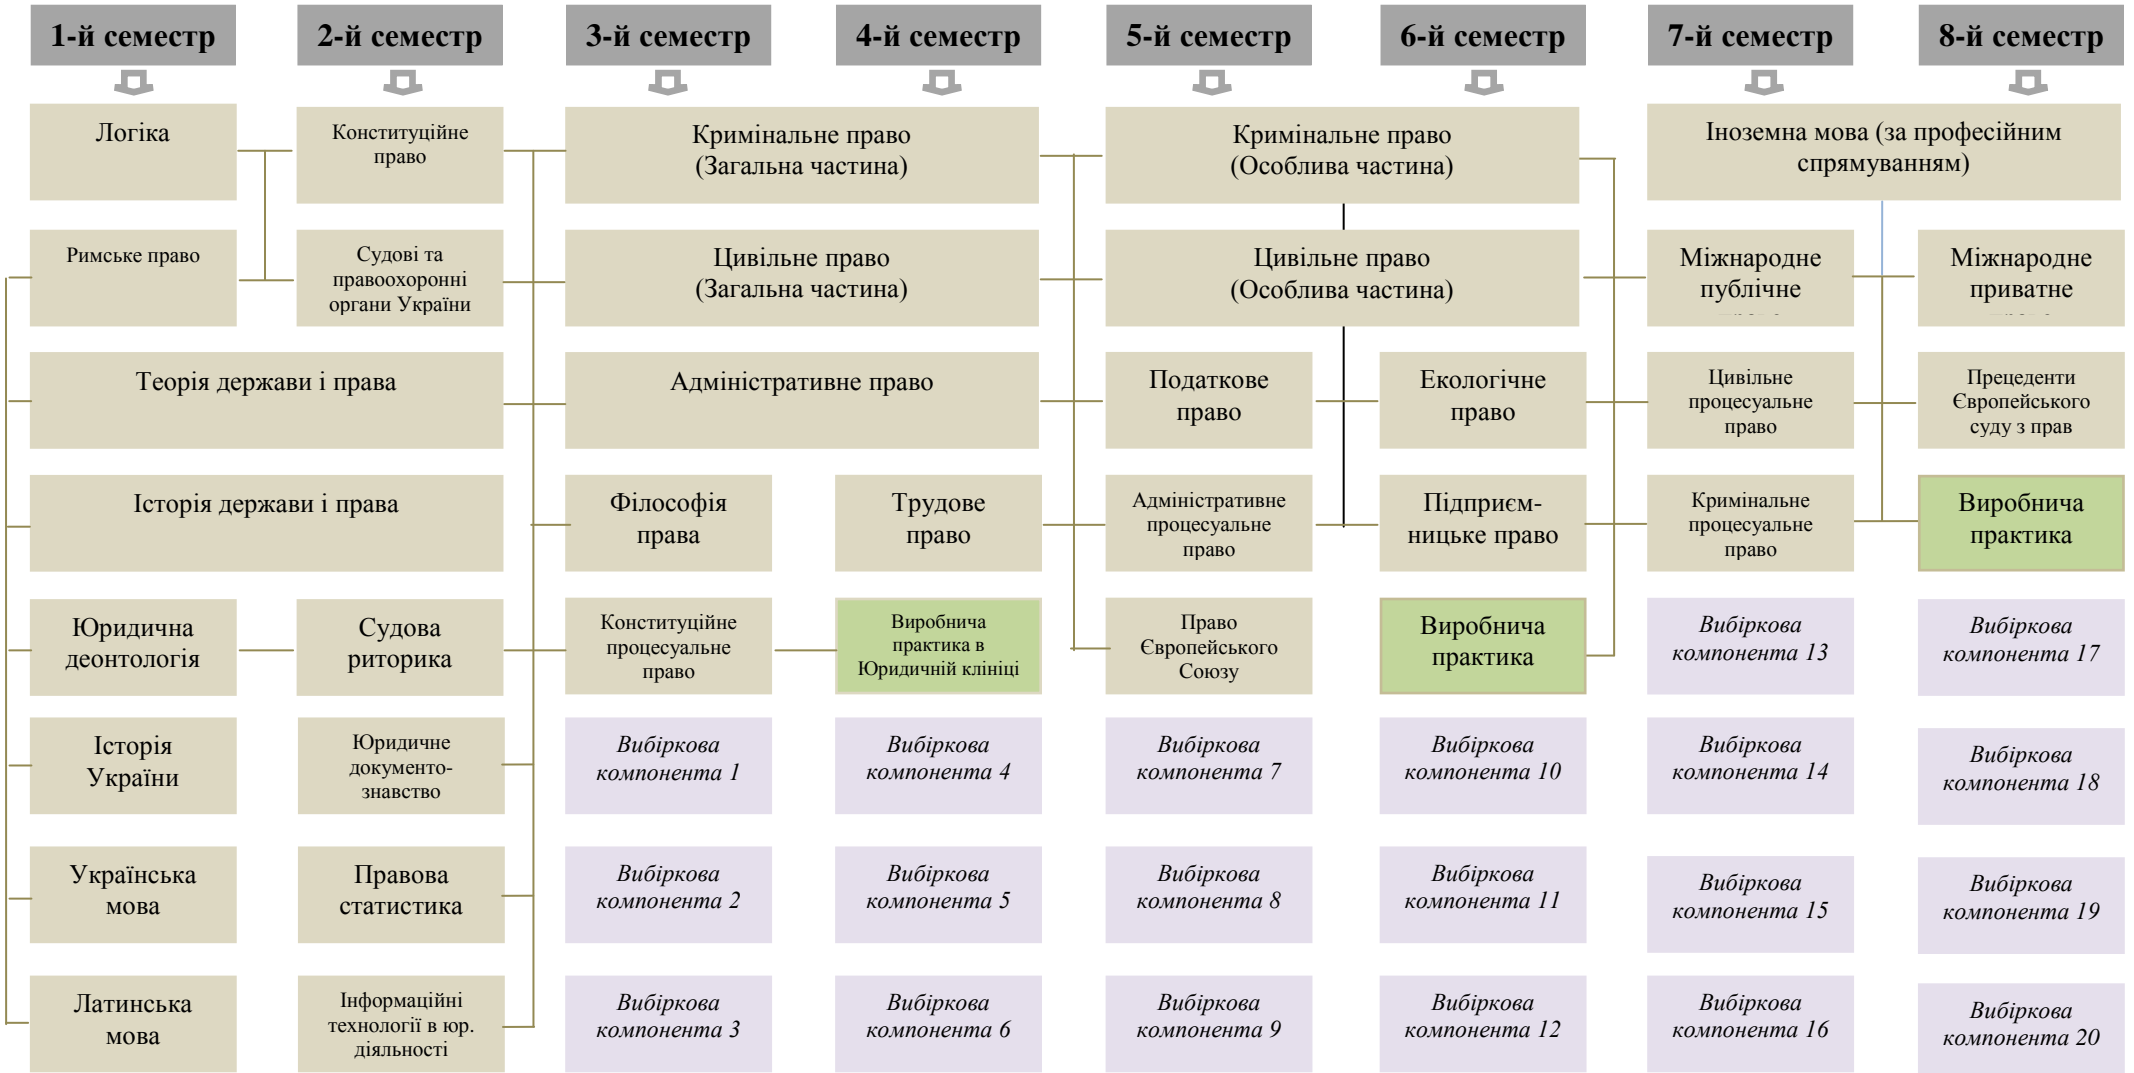 1-й семестр
2-й семестр
3-й семестр
4-й семестр
5-й семестр
6-й семестр
7-й семестр
8-й семестр
Логіка
Конституційне
право
Кримінальне право
(Загальна частина)
Кримінальне право
(Особлива частина)
Іноземна мова (за професійним
спрямуванням)
Римське право
Судові та
правоохоронні
органи України
Цивільне право
(Загальна частина)
Цивільне право
(Особлива частина)
Міжнародне
публічне
Міжнародне
приватне
Теорія держави і права
Адміністративне право
Податкове
право
Екологічне
право
Цивільне
процесуальне
право
Прецеденти
Європейського
суду з прав
Історія держави і права
Філософія
права
Трудове
право
Адміністративне
процесуальне
право
Підприєм-
ницьке право
Кримінальне
процесуальне
право
Виробнича
практика
Юридична
деонтологія
Судова
риторика
Конституційне
процесуальне
право
Виробнича
практика в
Юридичній клініці
Право
Європейського
Союзу
Виробнича
практика
Вибіркова
компонента 13
Вибіркова
компонента 17
Історія
України
Юридичне
документо-
знавство
Вибіркова
компонента 1
Вибіркова
компонента 4
Вибіркова
компонента 7
Вибіркова
компонента 10
Вибіркова
компонента 14
Вибіркова
компонента 18
Українська
мова
Правова
статистика
Вибіркова
компонента 2
Вибіркова
компонента 5
Вибіркова
компонента 8
Вибіркова
компонента 11
Вибіркова
компонента 15
Вибіркова
компонента 19
Латинська
мова
Інформаційні
технології в юр.
діяльності
Вибіркова
компонента 3
Вибіркова
компонента 6
Вибіркова
компонента 9
Вибіркова
компонента 12
Вибіркова
компонента 16
Вибіркова
компонента 20